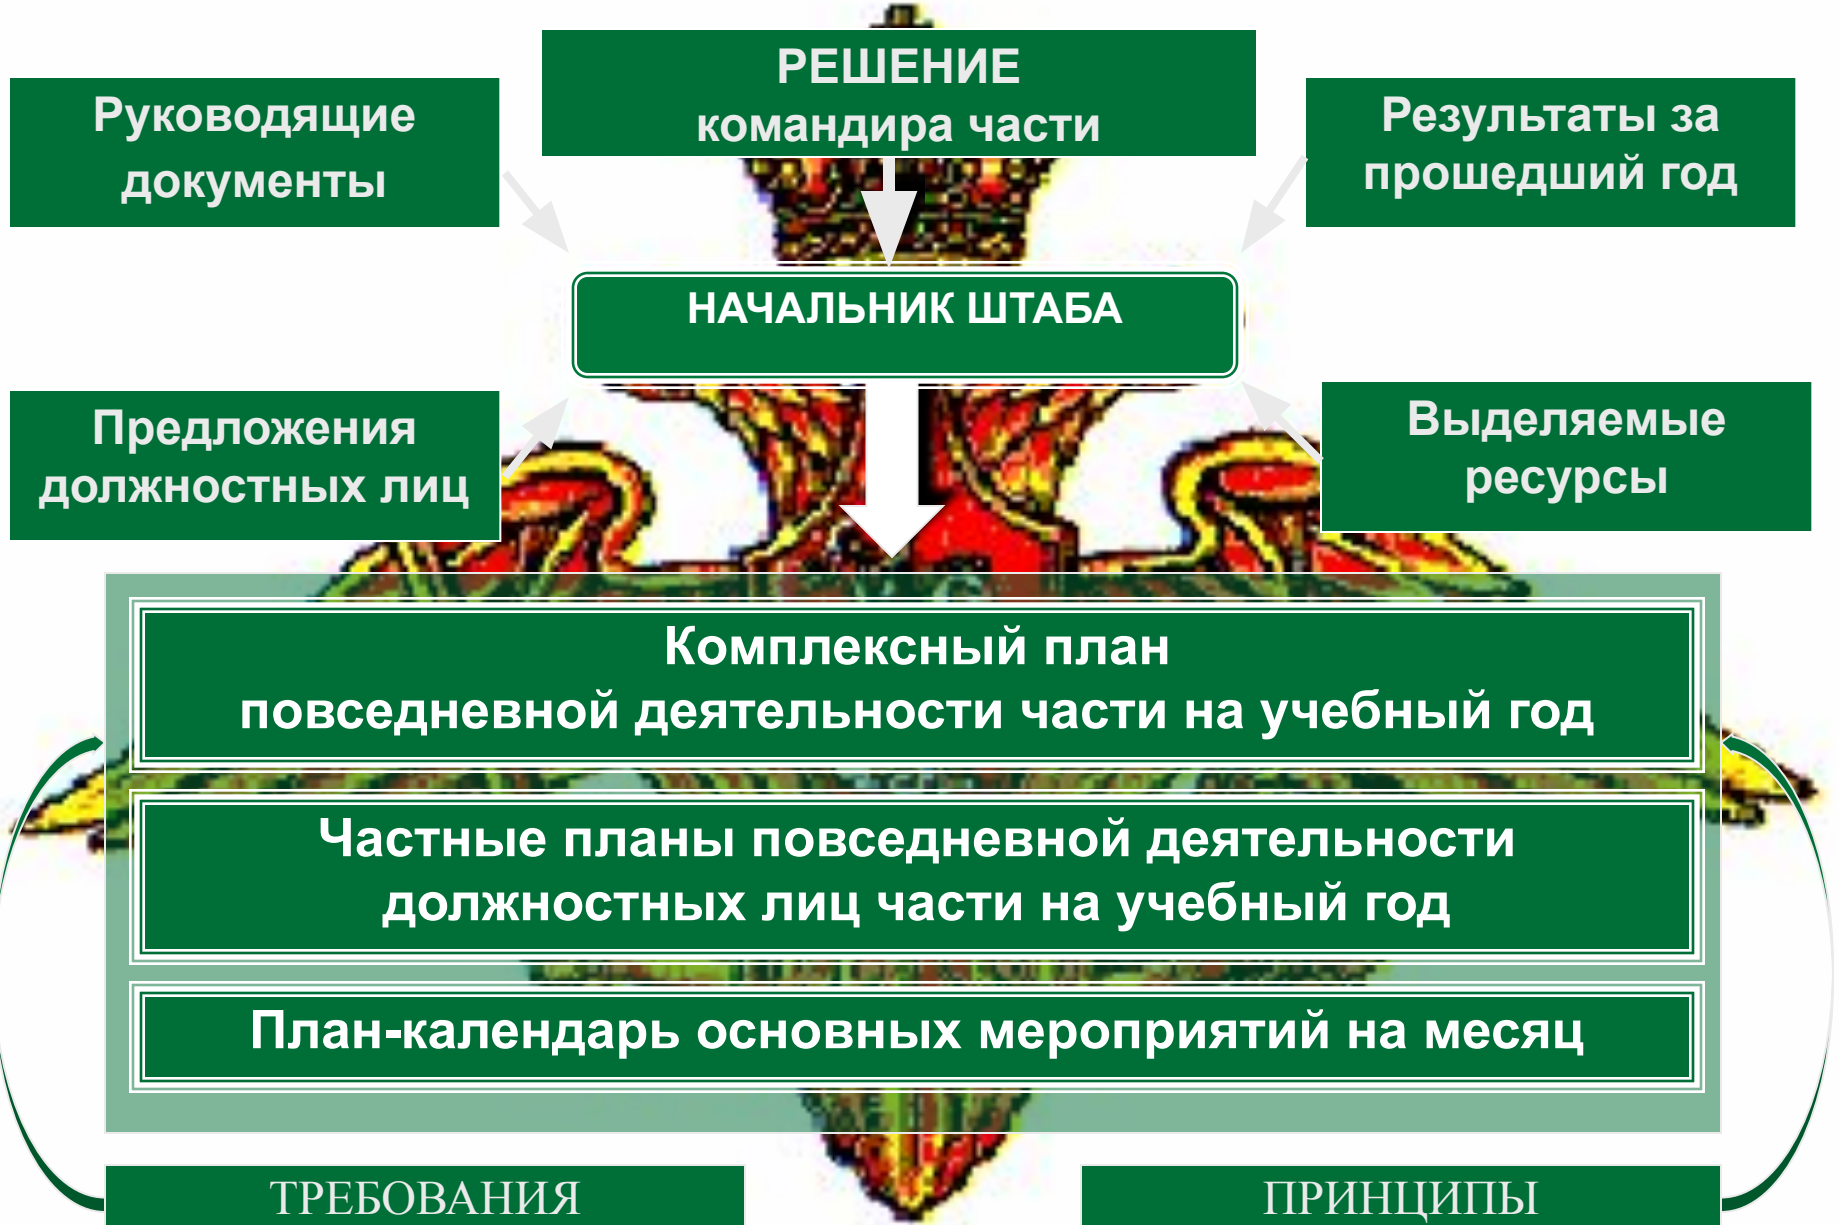 РЕШЕНИЕ
командира части
Руководящие
документы
Результаты за
прошедший год
НАЧАЛЬНИК ШТАБА
Предложения
должностных лиц
Выделяемые
ресурсы
Комплексный план
повседневной деятельности части на учебный год
Частные планы повседневной деятельности
должностных лиц части на учебный год
План-календарь основных мероприятий на месяц
ТРЕБОВАНИЯ
ПРИНЦИПЫ